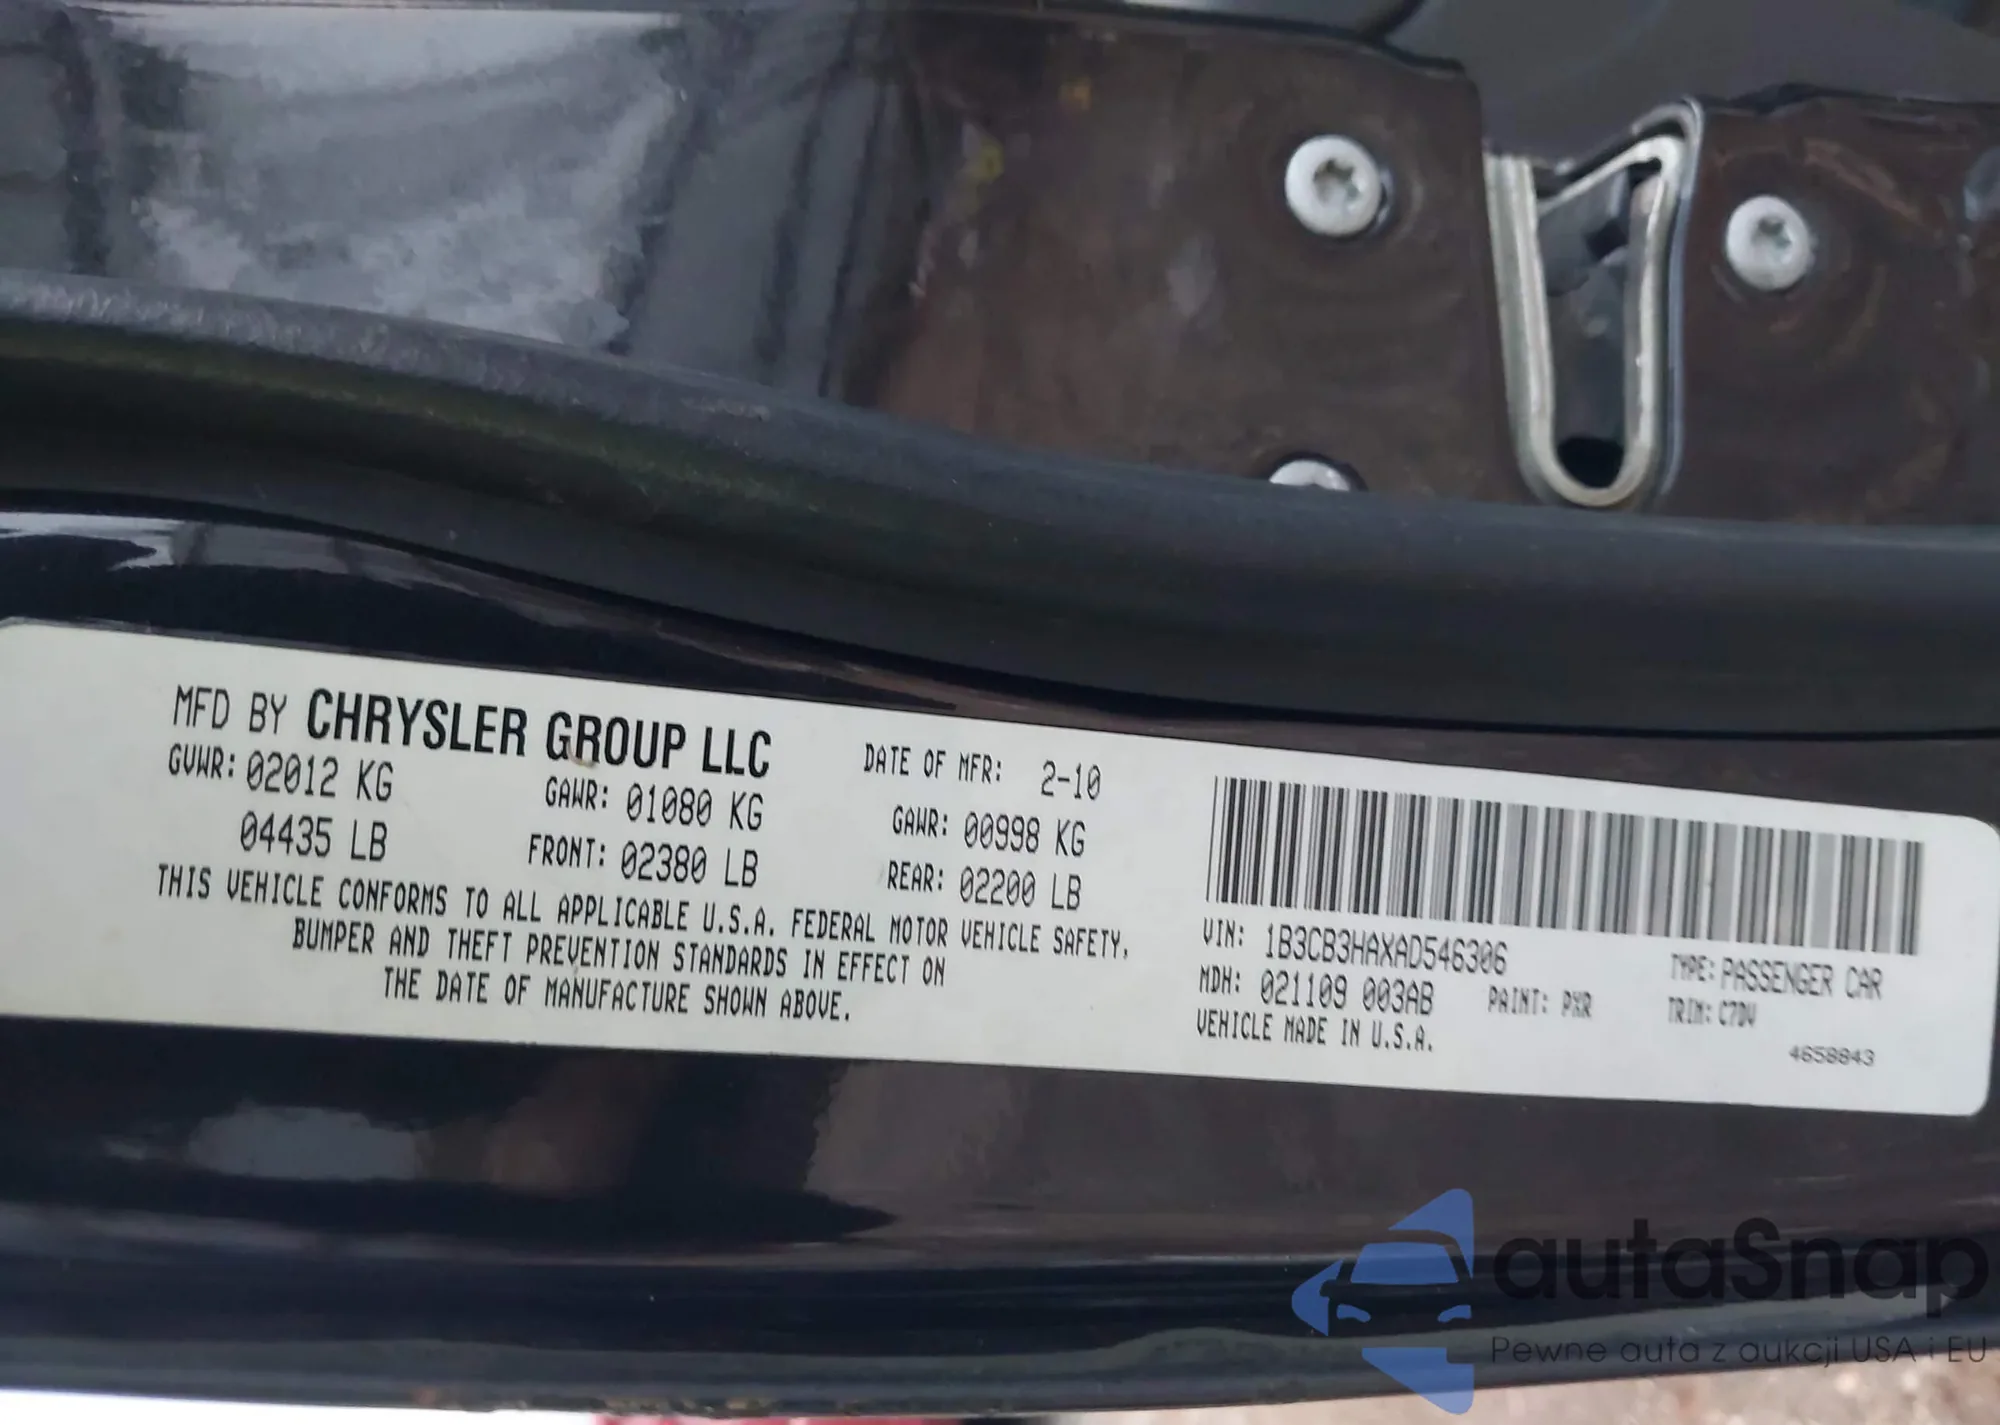 MFD BY CHRYSLER GROUP LLC
DATE OF MFR: 2-10
GVWR: 02012 KG
GAWR: 01080 KG
GAWR: 00998 KG
04435 LB
FRONT: 02380 LB
REAR: 02200 LB
THIS VEHICLE CONFORMS TO ALL APPLICABLE U.S.A. FEDERAL MOTOR VEHICLE SAFETY,
BUMPER AND THEFT PREVENTION STANDARDS IN EFFECT ON
THE DATE OF MANUFACTURE SHOWN ABOVE.
VIN: 1B3CB3HAXAD546306
TYPE: PASSENGER CAR
MDH: 021109 003AB
PAINT: PXR
TRIM: C7DV
VEHICLE MADE IN U.S.A.
4658843
autaSnap
Pewne auta z aukcji USA i EU